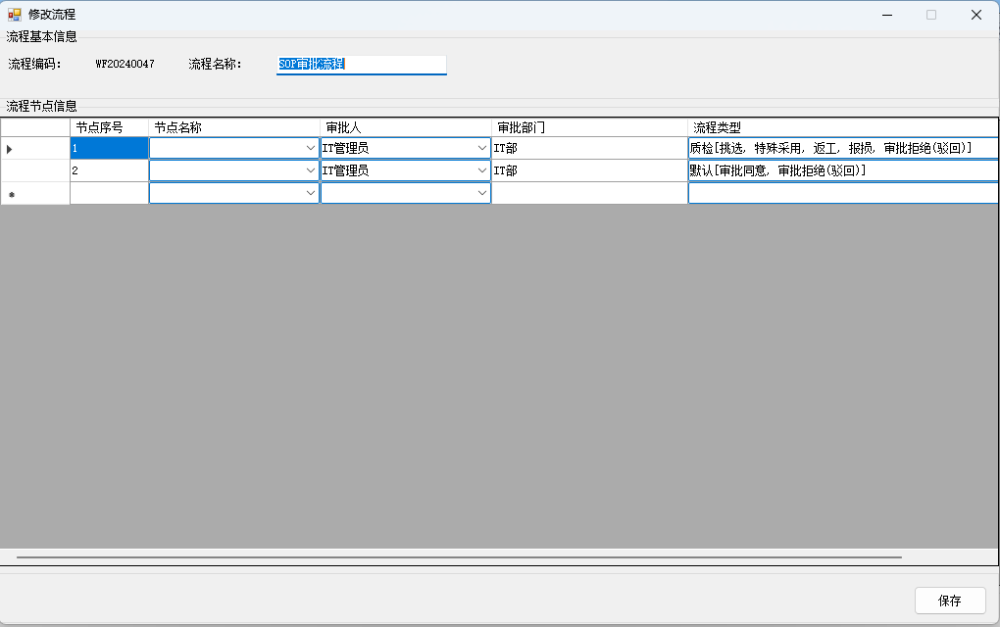 修改流程
流程基本信息
流程编码: WF20240047 流程名称: SOP审批流程
流程节点信息
节点序号 节点名称 审批人 审批部门 流程类型
1 IT管理员 IT部 质检[挑选, 特殊采用, 返工, 报损, 审批拒绝(驳回)]
2 IT管理员 IT部 默认[审批同意, 审批拒绝(驳回)]
保存